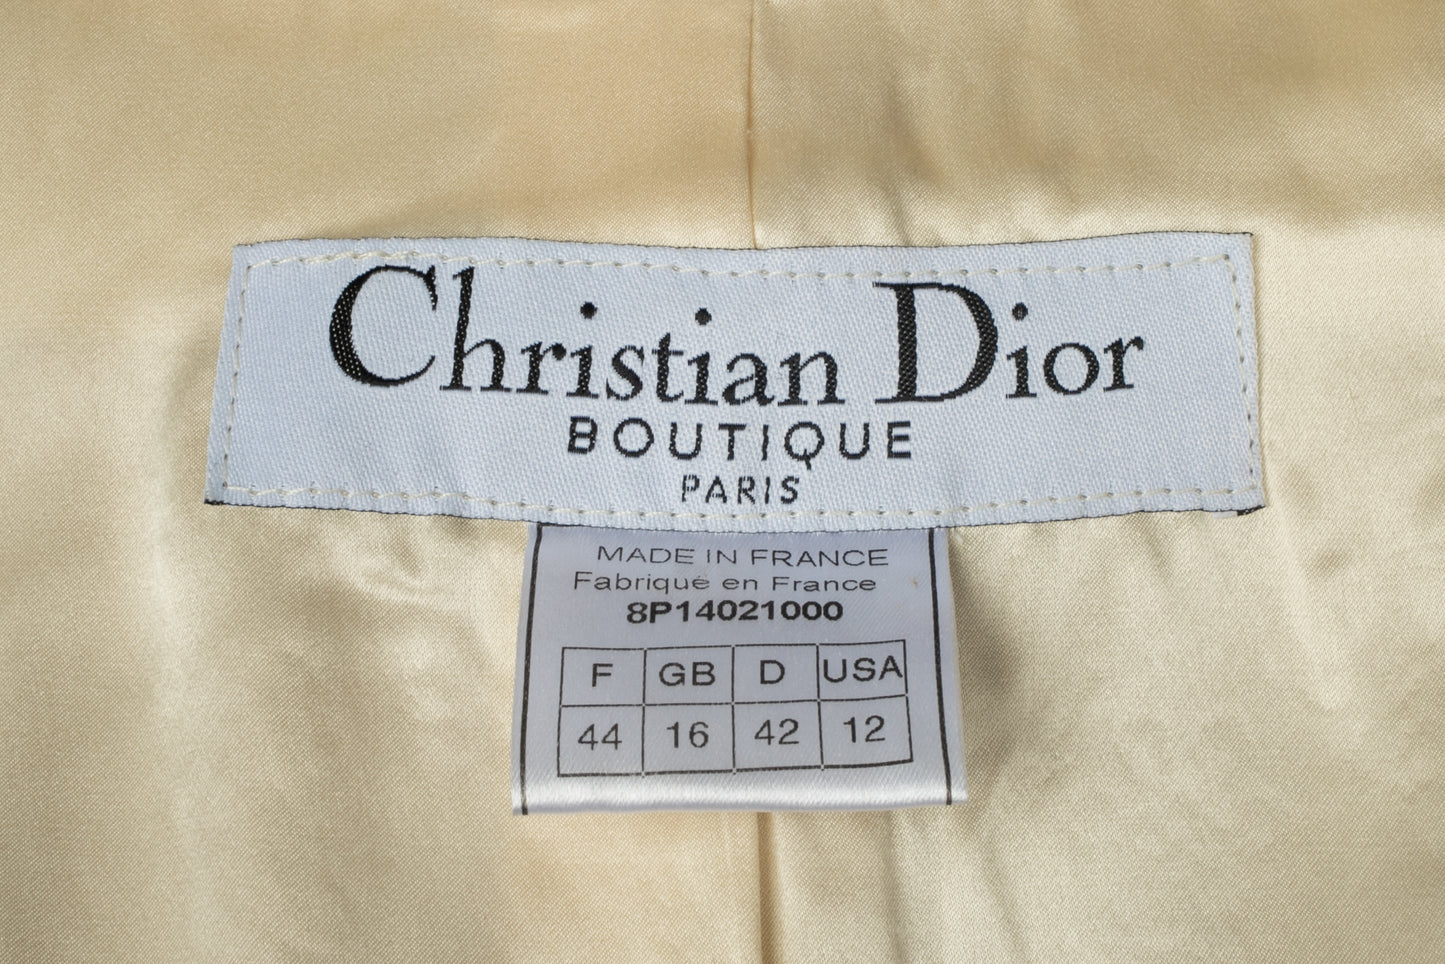 Christian Dior
BOUTIQUE
PARIS
MADE IN FRANCE
Fabriqué en France
8P14021000
F GB D USA
44 16 42 12